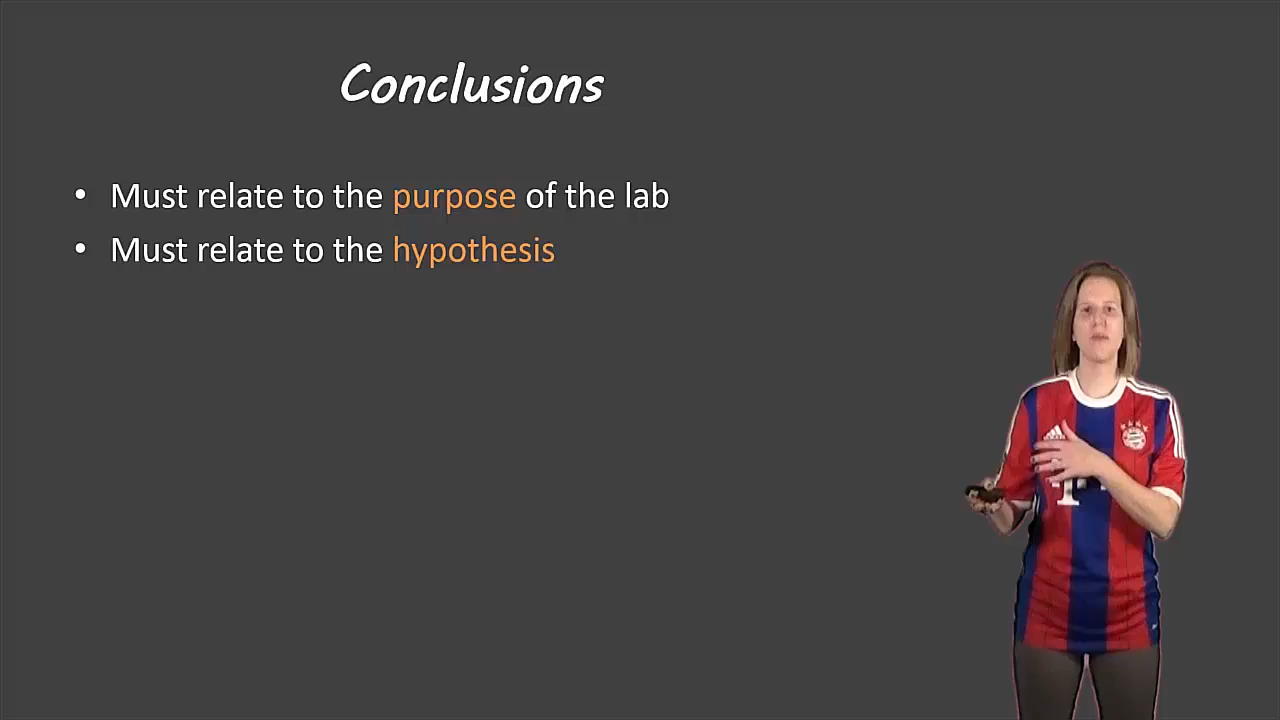 Conclusions
• Must relate to the purpose of the lab
• Must relate to the hypothesis
T